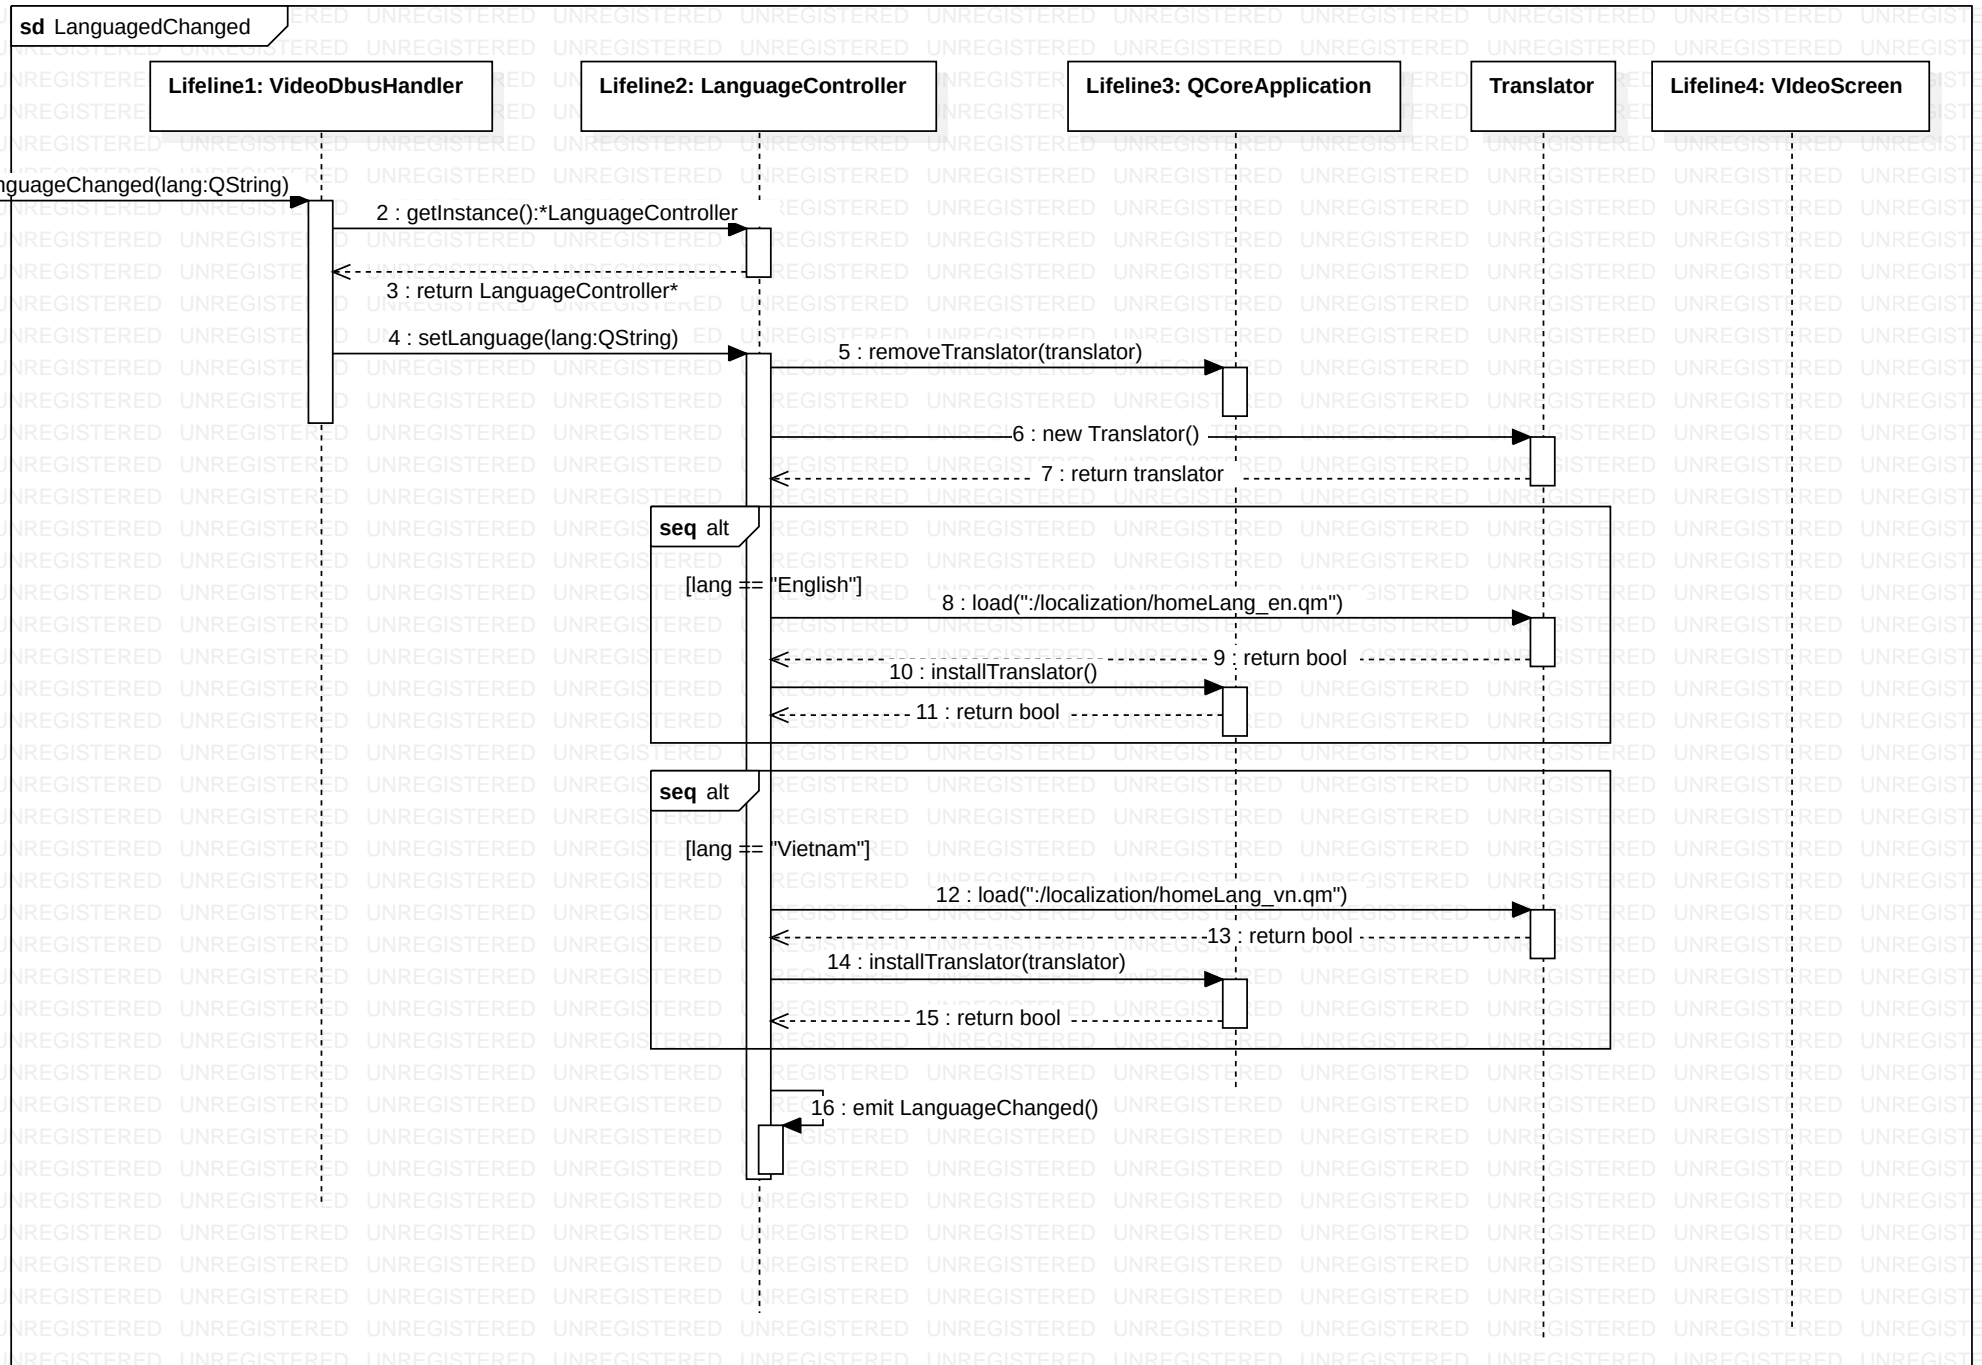 sd LanguagedChanged
Lifeline1: VideoDbusHandler
Lifeline2: LanguageController
Lifeline3: QCoreApplication
Translator
Lifeline4: VIdeoScreen
nguageChanged(lang:QString)
2 : getInstance():*LanguageController
3 : return LanguageController*
4 : setLanguage(lang:QString)
5 : removeTranslator(translator)
6 : new Translator()
7 : return translator
seq alt
[lang == "English"]
8 : load(":/localization/homeLang_en.qm")
9 : return bool
10 : installTranslator()
11 : return bool
seq alt
[lang == "Vietnam"]
12 : load(":/localization/homeLang_vn.qm")
13 : return bool
14 : installTranslator(translator)
15 : return bool
16 : emit LanguageChanged()
UNREGISTERED